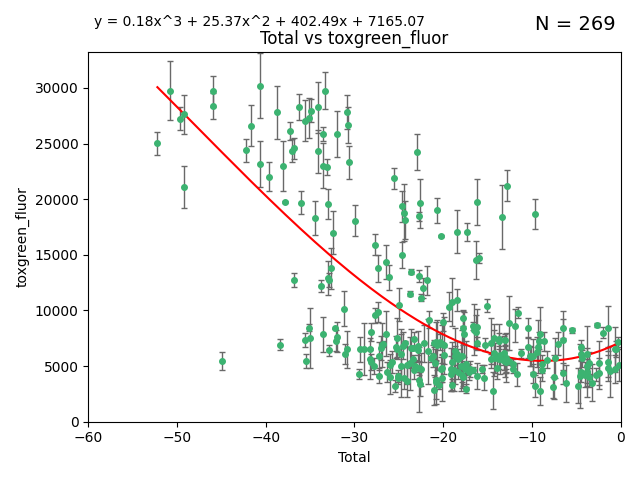 y = 0.18x^3 + 25.37x^2 + 402.49x + 7165.07
N = 269
Total vs toxgreen_fluor
toxgreen_fluor
30000
25000
20000
15000
10000
5000
0
−60
−50
−40
−30
−20
−10
0
Total